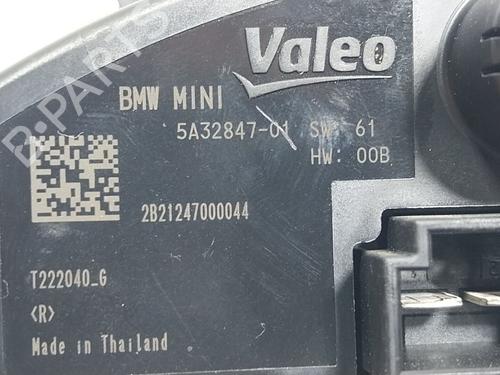 Valeo
BMW MINI
5A32847-01 SW: 61
HW: 00B
2B21247000044
T222040_G
<R>
Made in Thailand
B-PARTS